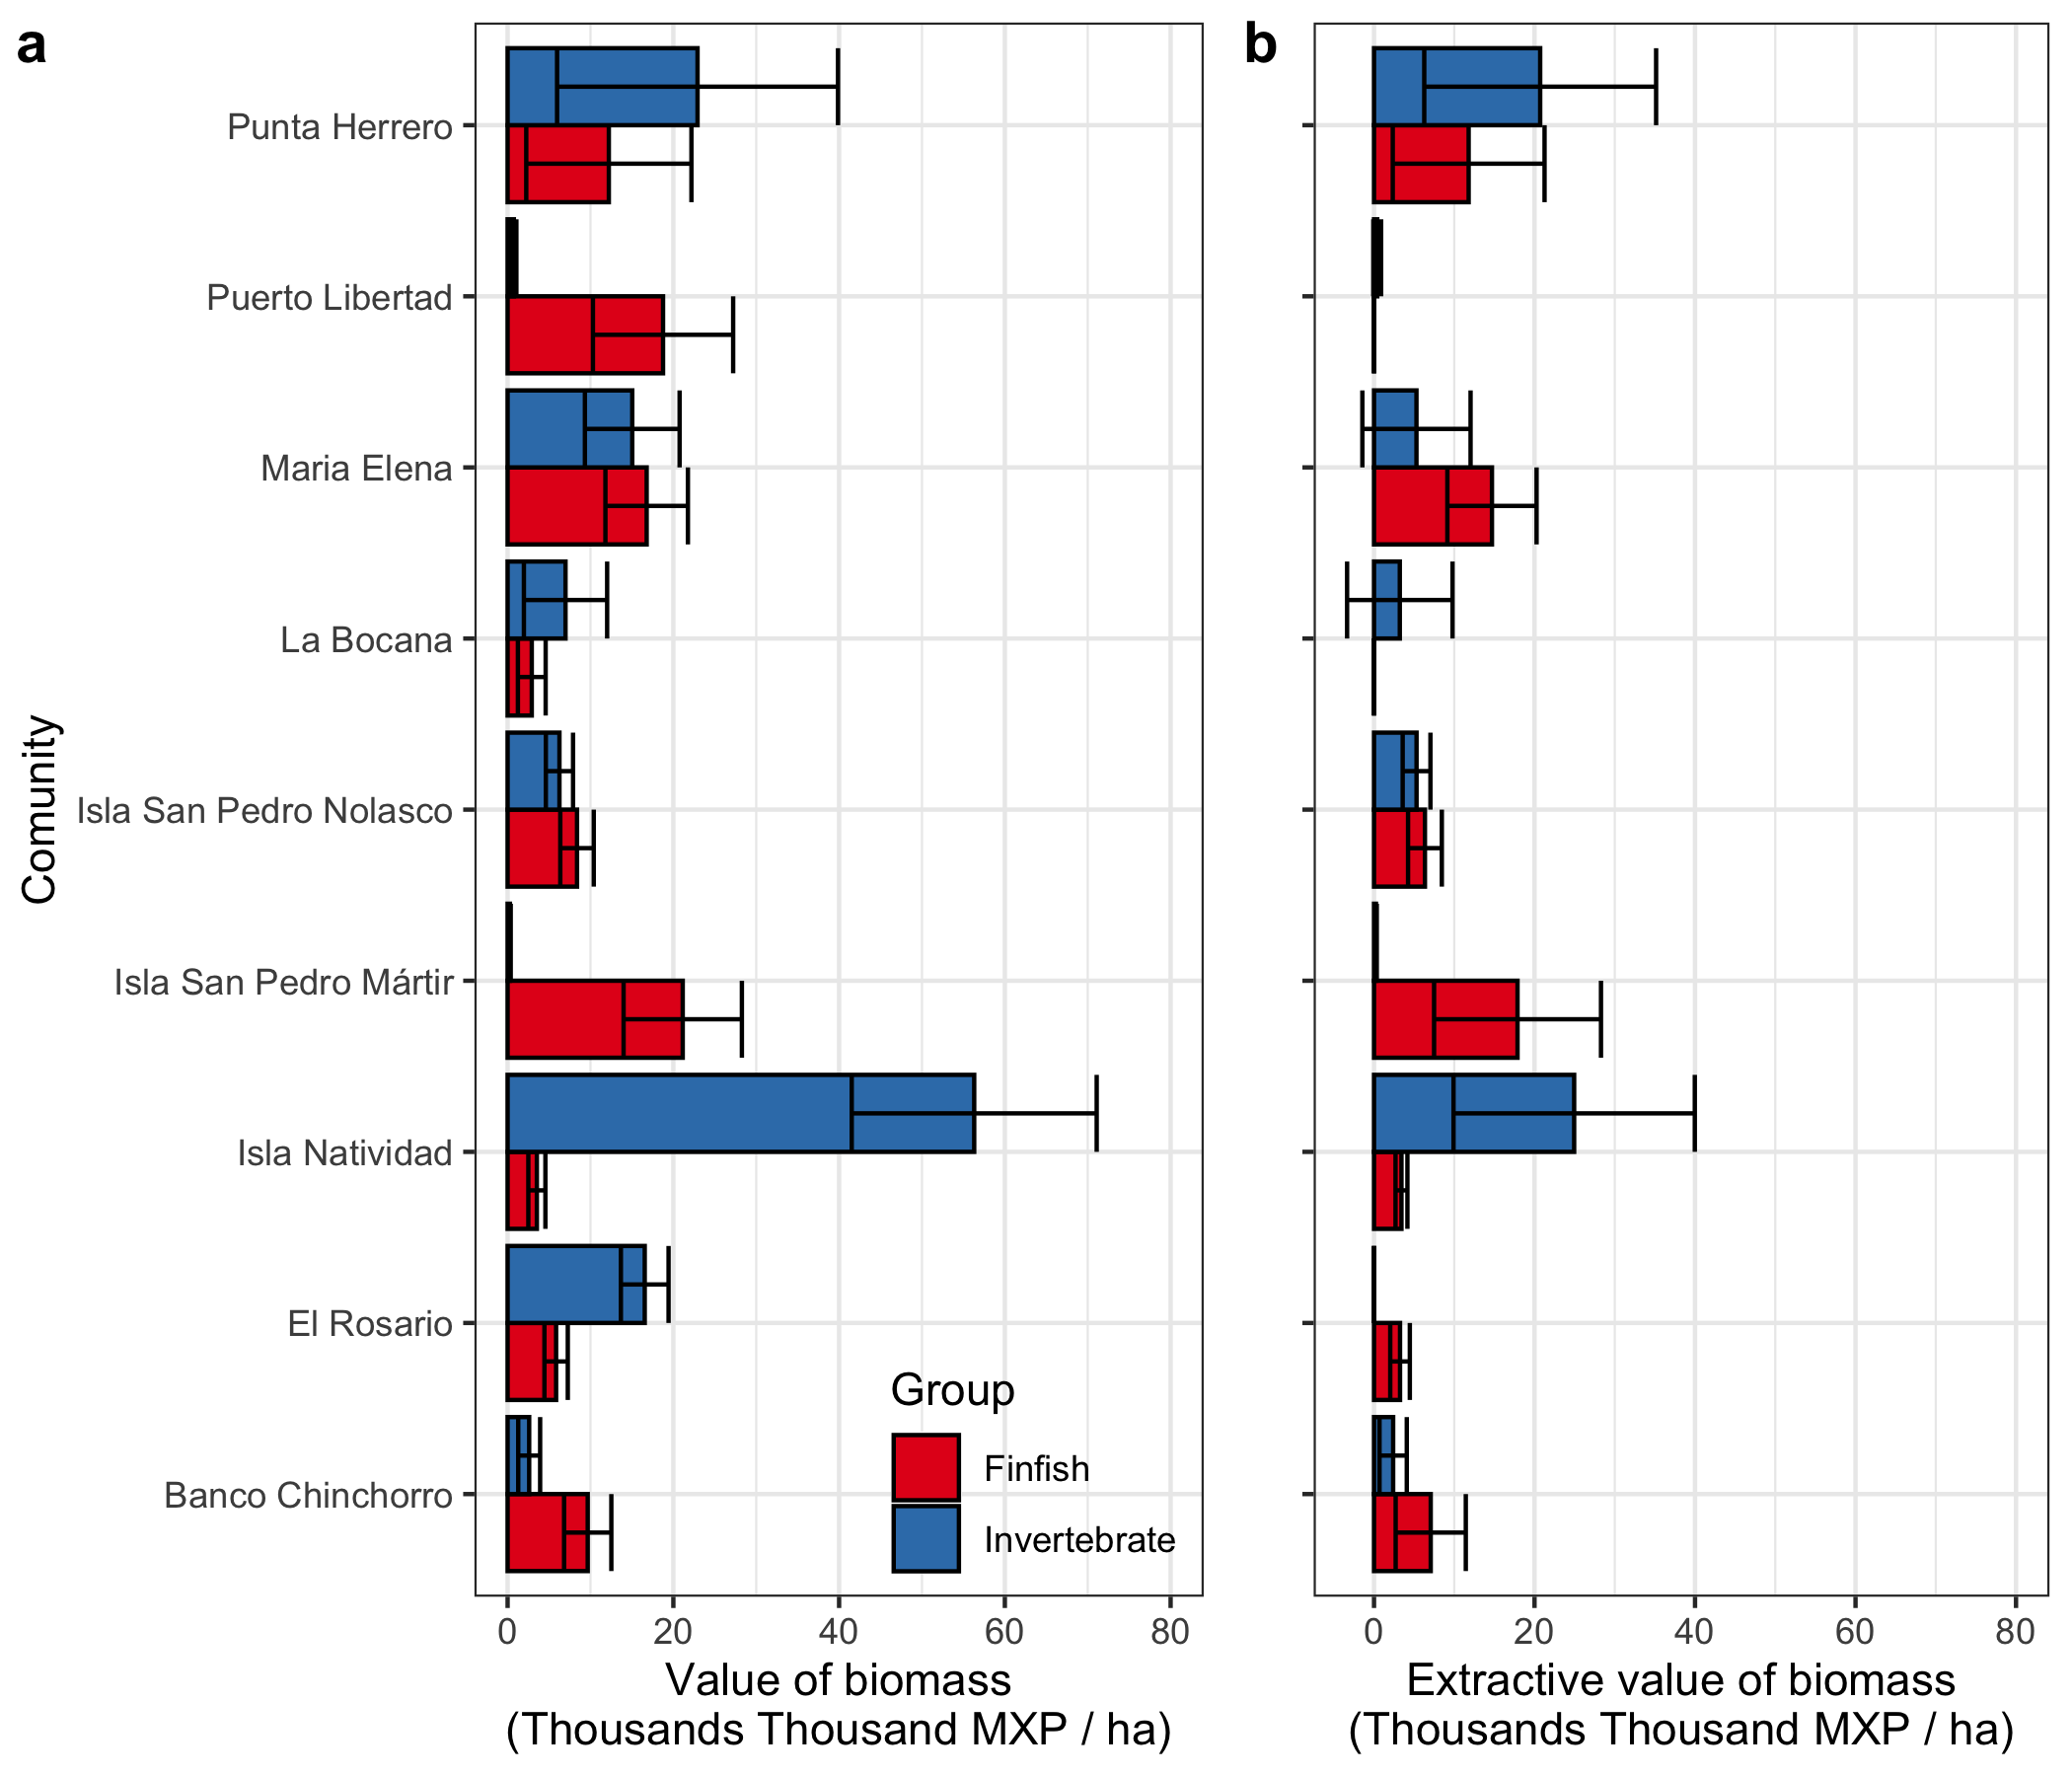 a
b
Punta Herrero
Puerto Libertad
Maria Elena
La Bocana
Isla San Pedro Nolasco
Isla San Pedro Mártir
Isla Natividad
El Rosario
Banco Chinchorro
Comunity
Group
Finfish
Invertebrate
0 20 40 60 80
Value of biomass
(Thousands Thousand MXP / ha)
0 20 40 60 80
Extractive value of biomass
(Thousands Thousand MXP / ha)